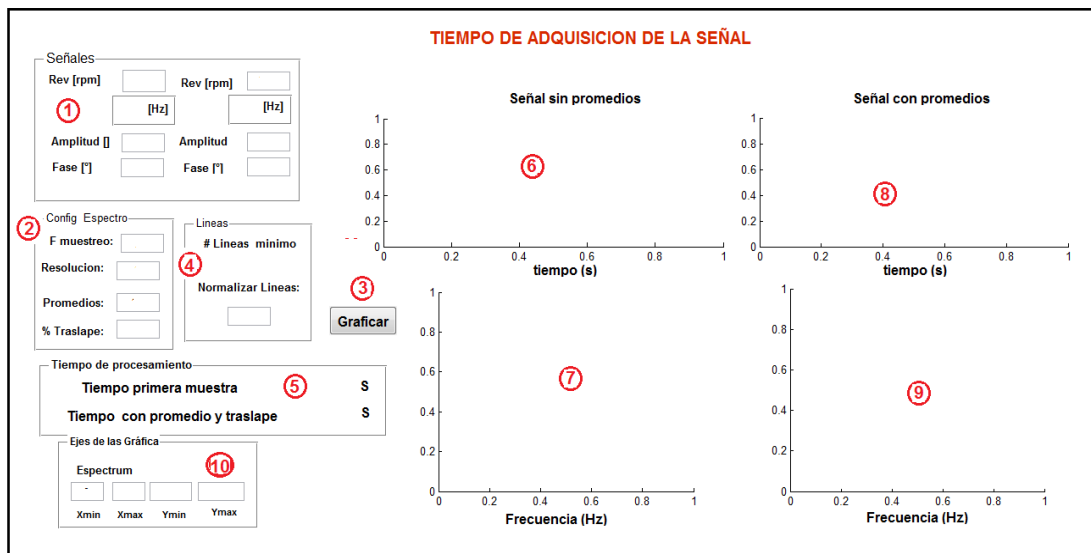 TIEMPO DE ADQUISICION DE LA SEÑAL
Señales
Rev [rpm] Rev [rpm]
1 [Hz] [Hz]
Amplitud [] Amplitud
Fase [°] Fase [°]
2 Config Espectro
F muestreo:
Resolucion:
Promedios:
% Traslape:
Lineas
# Lineas minimo
4
Normalizar Lineas:
3
Graficar
Tiempo de procesamiento
Tiempo primera muestra 5 S
Tiempo con promedio y traslape S
Ejes de las Gráfica
Espectrum 10
Xmin Xmax Ymin Ymax
Señal sin promedios
1
0.8
0.6
0.4
0.2
0
6
0 0.2 0.4 0.6 0.8 1
tiempo (s)
Señal con promedios
1
0.8
0.6
0.4
0.2
0
8
0 0.2 0.4 0.6 0.8 1
tiempo (s)
1
0.8
0.6
0.4
0.2
0
7
0 0.2 0.4 0.6 0.8 1
Frecuencia (Hz)
1
0.8
0.6
0.4
0.2
0
9
0 0.2 0.4 0.6 0.8 1
Frecuencia (Hz)